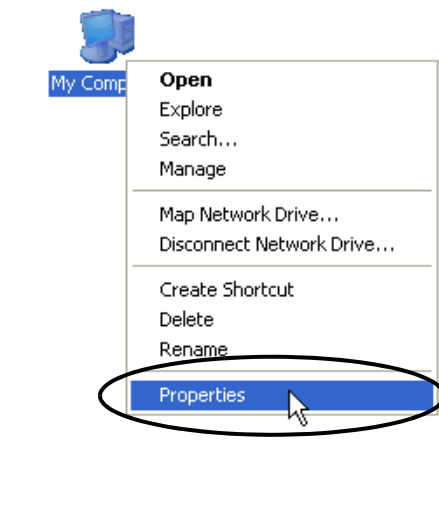 My Comp
Open
Explore
Search...
Manage
Map Network Drive...
Disconnect Network Drive...
Create Shortcut
Delete
Rename
Properties